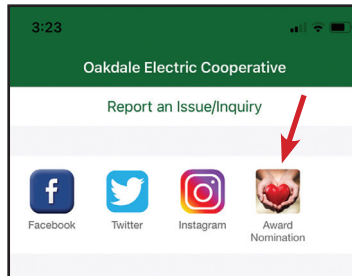 3:23
Oakdale Electric Cooperative
Report an Issue/Inquiry
f
Facebook
Twitter
Instagram
Award
Nomination